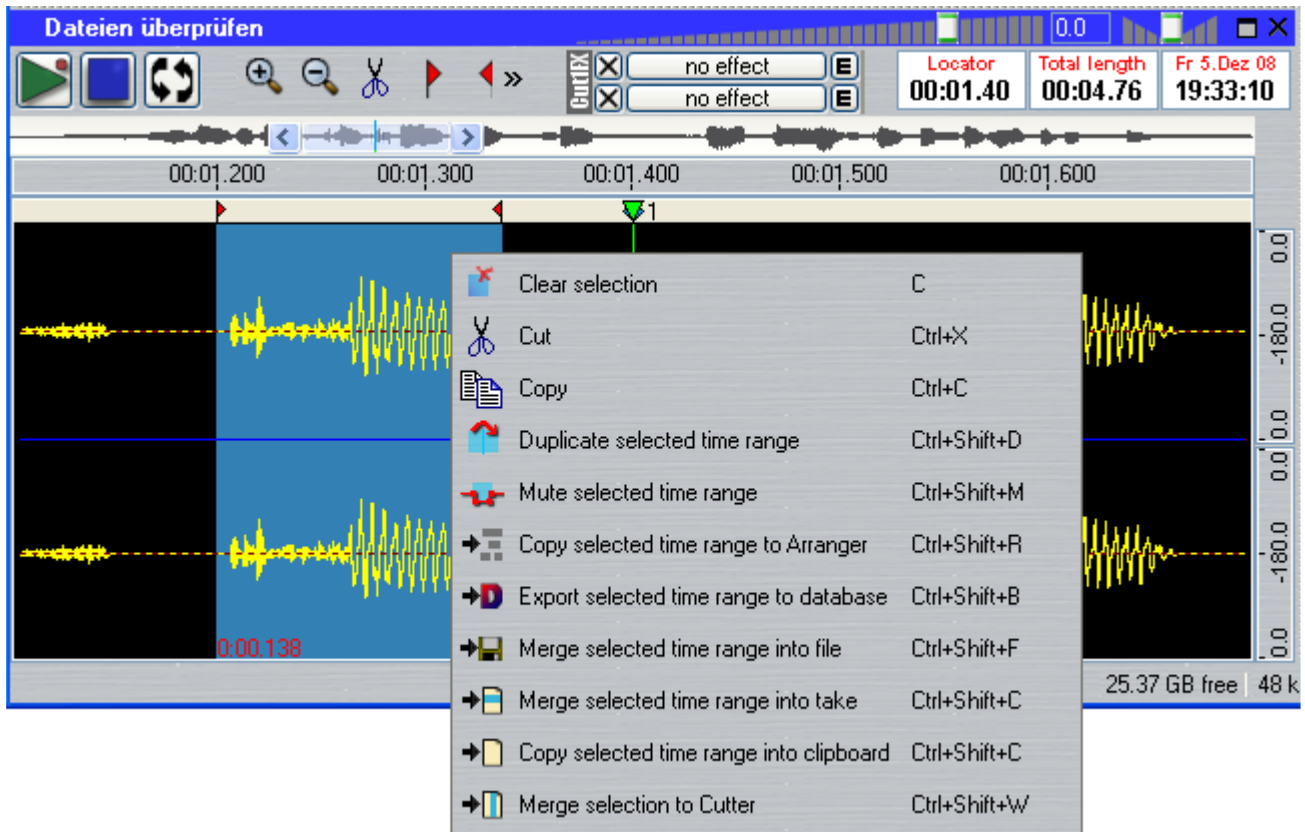 Dateien überprüfen 0.0
Cut1FX no effect E Locator Total length Fr 5.Dez 08
no effect E 00:01.40 00:04.76 19:33:10
00:01.200 00:01.300 00:01.400 00:01.500 00:01.600
1
0.0
-180.0
0.0
0.0
-180.0
0.0
0:00.138
Clear selection C
Cut Ctrl+X
Copy Ctrl+C
Duplicate selected time range Ctrl+Shift+D
Mute selected time range Ctrl+Shift+M
Copy selected time range to Arranger Ctrl+Shift+R
Export selected time range to database Ctrl+Shift+B
Merge selected time range into file Ctrl+Shift+F
Merge selected time range into take Ctrl+Shift+C
Copy selected time range into clipboard Ctrl+Shift+C
Merge selection to Cutter Ctrl+Shift+W
25.37 GB free 48 k